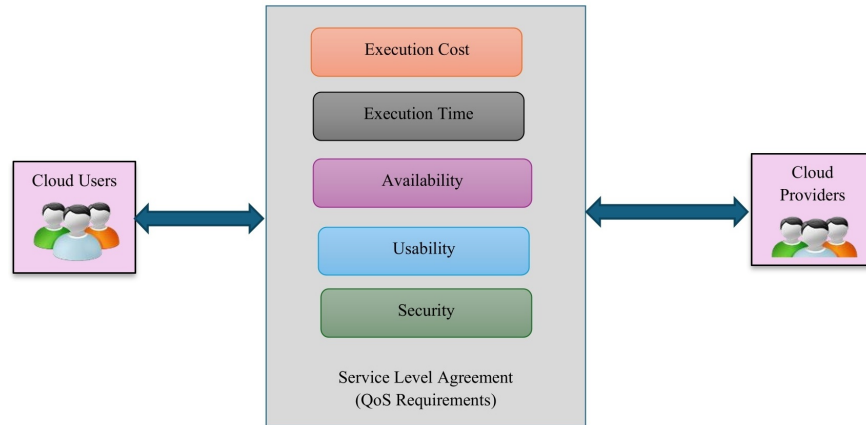 Execution Cost
Execution Time
Cloud Users
Availability
Cloud
Providers
Usability
Security
Service Level Agreement
(QoS Requirements)